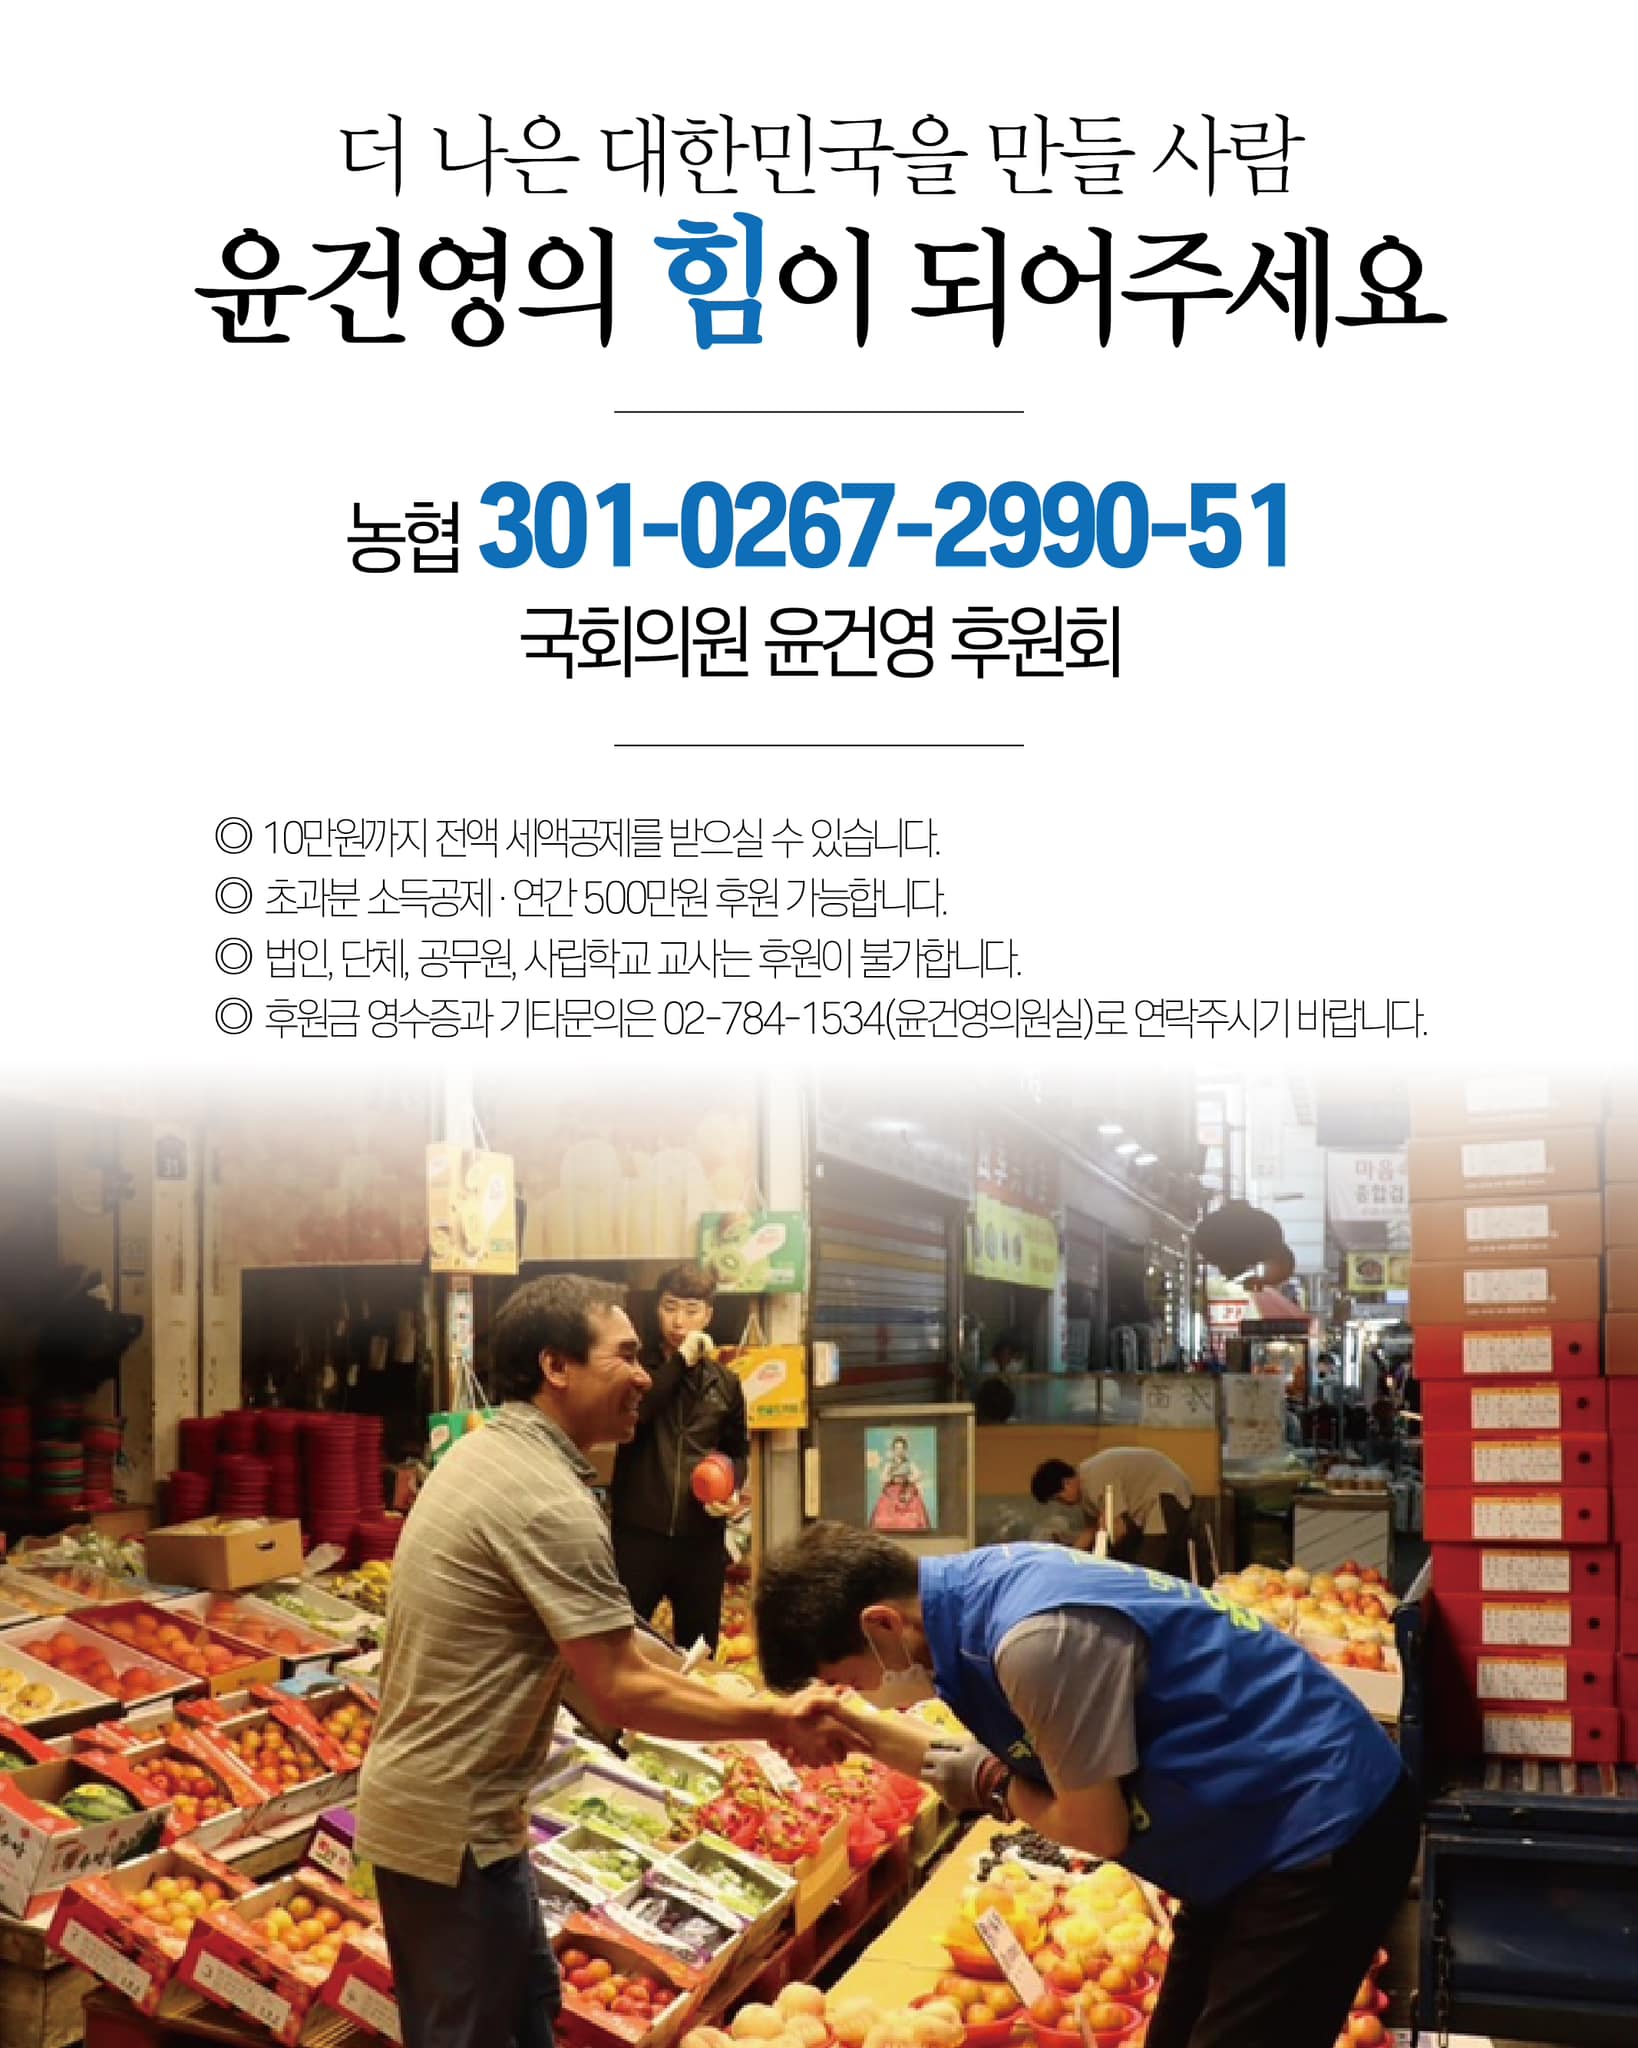 더 나은 대한민국을 만들 사람
윤건영의 힘이 되어주세요
농협 301-0267-2990-51
국회의원 윤건영 후원회
◎ 10만원까지 전액 세액공제를 받으실 수 있습니다.
◎ 초과분 소득공제 · 연간 500만원 후원 가능합니다.
◎ 법인, 단체, 공무원, 사립학교 교사는 후원이 불가합니다.
◎ 후원금 영수증과 기타문의은 02-784-1534(윤건영의원실)로 연락주시기 바랍니다.
마음
종합검